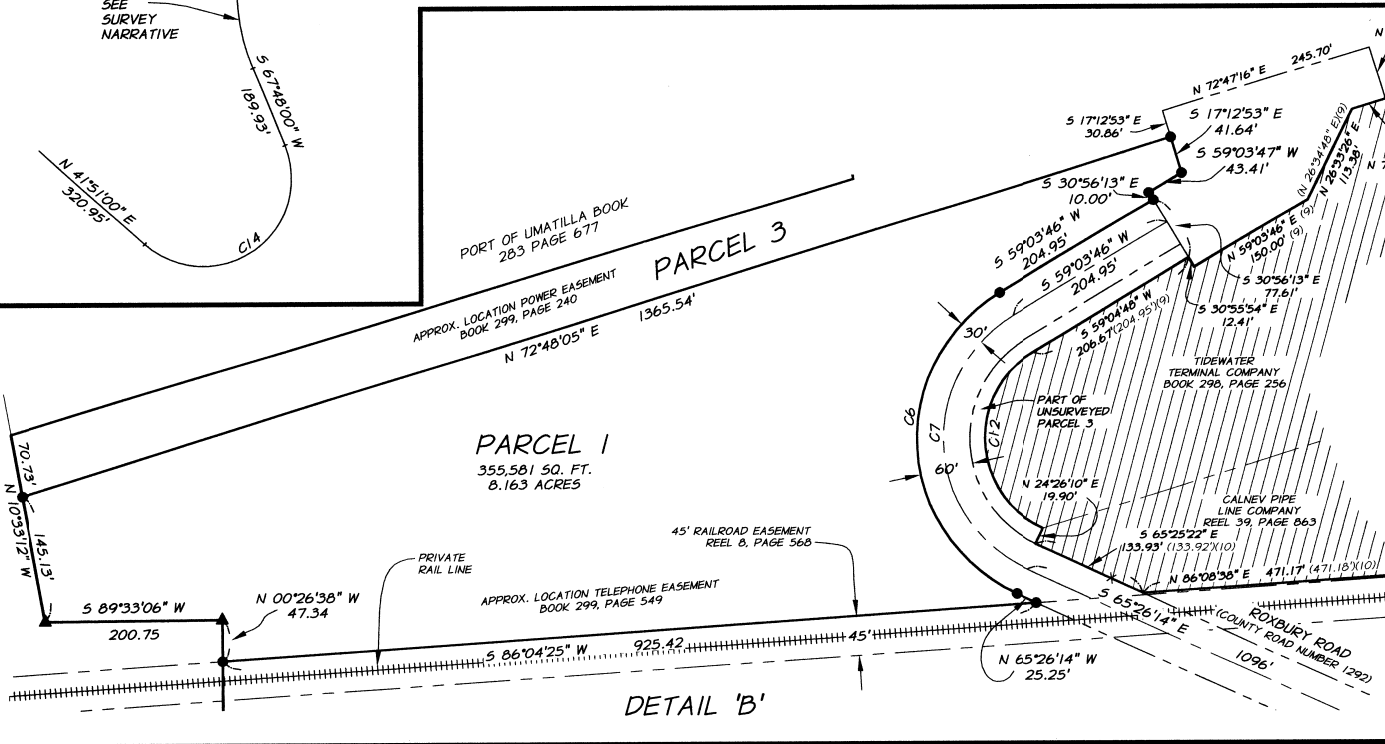 SEE
SURVEY
NARRATIVE
S 67°48'00" W
189.93'
N 41°51'00" E
320.95'
C14
N
N 72°47'16" E 245.70'
S 17°12'53" E
30.86'
S 17°12'53" E
41.64'
S 59°03'47" W
43.41'
S 30°56'13" E
10.00'
(N 26°34'48" E)(9)
N 26°33'26" E
113.38'
N 7
PORT OF UMATILLA BOOK
283 PAGE 677
PARCEL 3
APPROX. LOCATION POWER EASEMENT
BOOK 299, PAGE 240
N 72°48'05" E 1365.54'
S 59°03'46" W
204.95'
S 59°03'46" W
204.95'
N 59°03'46" E (9)
150.00' (9)
S 30°56'13" E
77.61'
S 30°55'54" E
12.41'
S 59°04'48" W
206.67'(204.95')(9)
30'
TIDEWATER
TERMINAL COMPANY
BOOK 298, PAGE 256
PART OF
UNSURVEYED
PARCEL 3
C6
C7
C12
60'
PARCEL 1
355,581 SQ. FT.
8.163 ACRES
70.73'
N 10°33'12" W
145.13'
N 24°26'10" E
19.90'
CALNEV PIPE
LINE COMPANY
REEL 39, PAGE 863
S 65°25'22" E
133.93' (133.92')(10)
45' RAILROAD EASEMENT
REEL 8, PAGE 568
PRIVATE
RAIL LINE
N 86°08'38" E 471.17' (471.18')(10)
APPROX. LOCATION TELEPHONE EASEMENT
BOOK 299, PAGE 549
S 89°33'06" W
200.75
N 00°26'38" W
47.34
S 86°04'25" W 925.42
45'
S 65°26'14" E
1096'
ROXBURY ROAD
(COUNTY ROAD NUMBER 1292)
N 65°26'14" W
25.25'
DETAIL 'B'